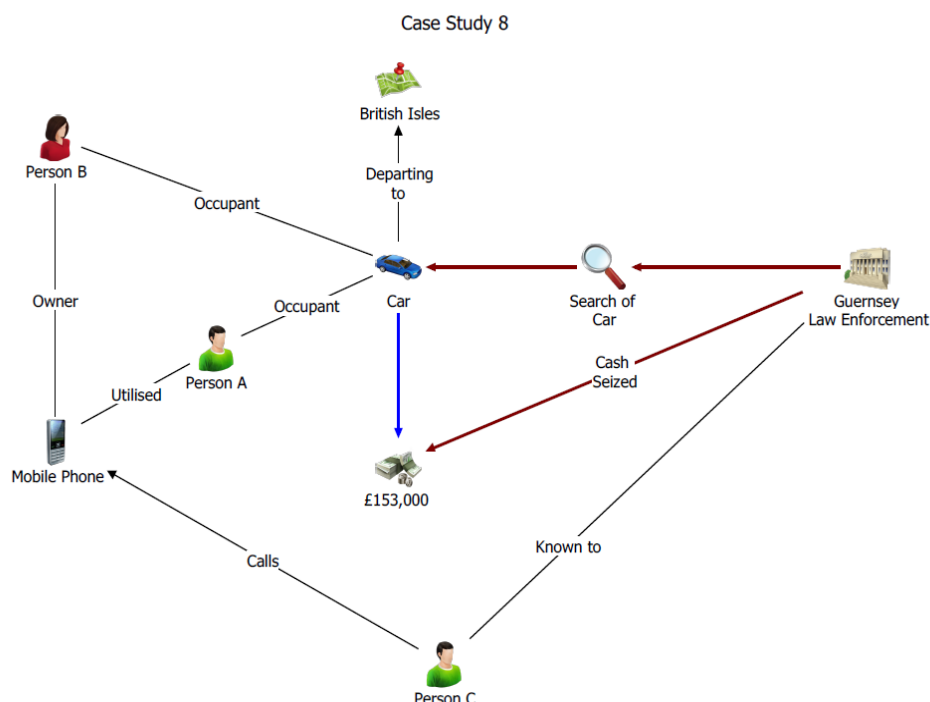 Case Study 8
British Isles
Person B
Departing
to
Occupant
Owner
Occupant
Car
Search of
Car
Guernsey
Law Enforcement
Person A
Utilised
Cash
Seized
Mobile Phone
£153,000
Known to
Calls
Person C